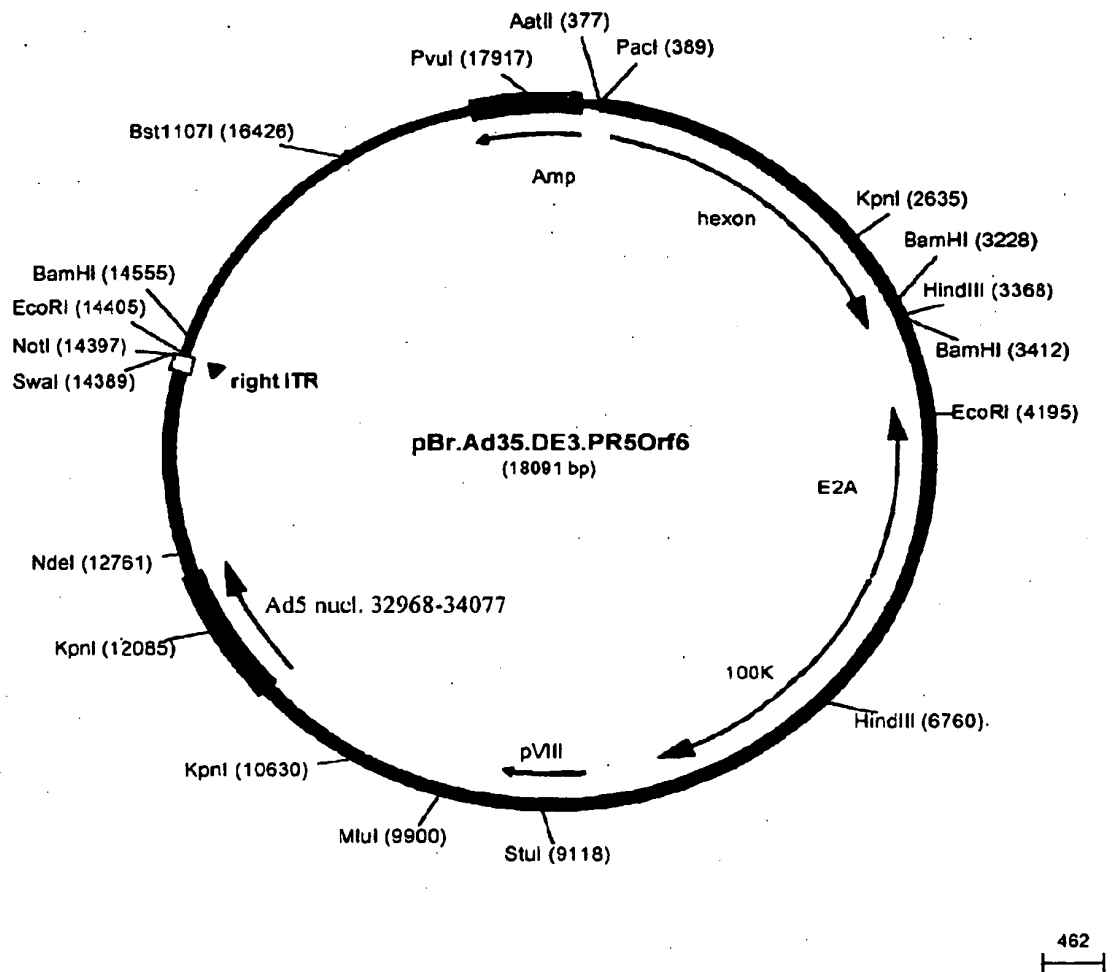 AatII (377)
PvuI (17917)
PacI (389)
Bst1107I (16426)
Amp
hexon
KpnI (2635)
BamHI (3228)
HindIII (3368)
BamHI (3412)
BamHI (14555)
EcoRI (14405)
NotI (14397)
SwaI (14389)
right ITR
EcoRI (4195)
pBr.Ad35.DE3.PR5Orf6
(18091 bp)
E2A
NdeI (12761)
Ad5 nucl. 32968-34077
KpnI (12085)
100K
HindIII (6760)
pVIII
KpnI (10630)
MluI (9900)
StuI (9118)
462